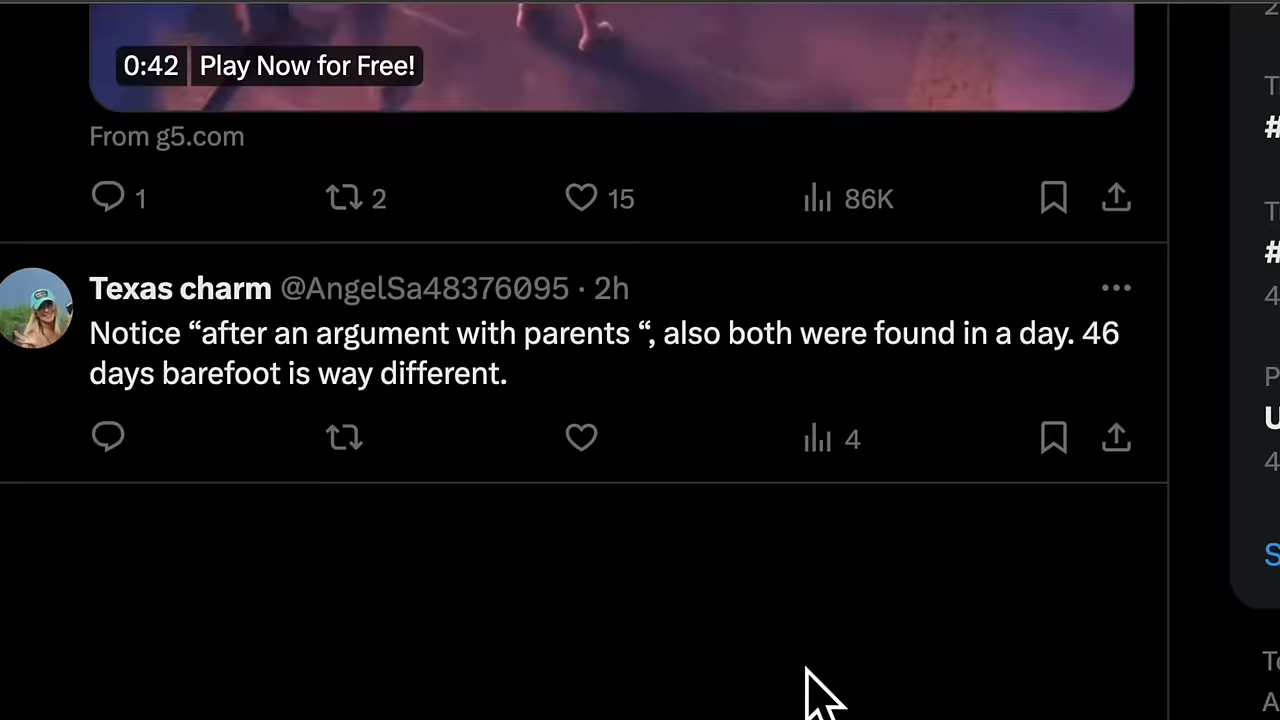 0:42 Play Now for Free!
From g5.com
1 2 15 86K
Texas charm @AngelSa48376095 · 2h
Notice “after an argument with parents “, also both were found in a day. 46
days barefoot is way different.
4
#
#
4